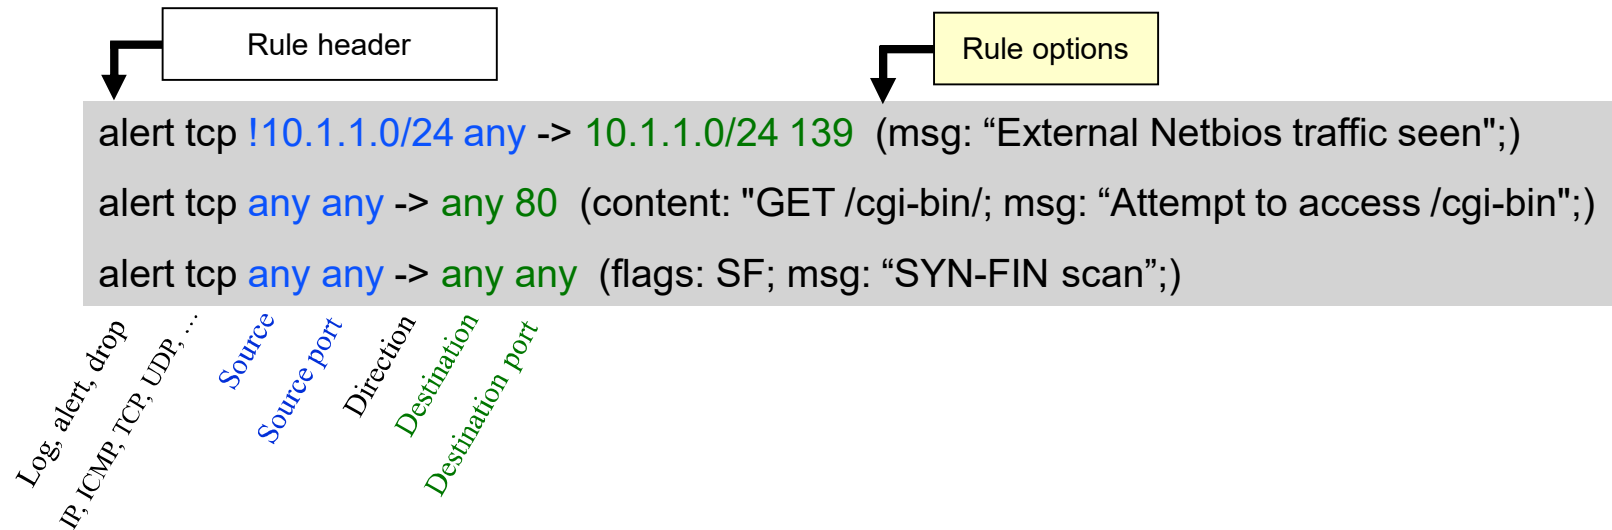 Rule header
Rule options
alert tcp !10.1.1.0/24 any -> 10.1.1.0/24 139 (msg: “External Netbios traffic seen";)
alert tcp any any -> any 80 (content: "GET /cgi-bin/; msg: “Attempt to access /cgi-bin";)
alert tcp any any -> any any (flags: SF; msg: “SYN-FIN scan”;)
Log, alert, drop
IP, ICMP, TCP, UDP, ...
Source
Source port
Direction
Destination
Destination port